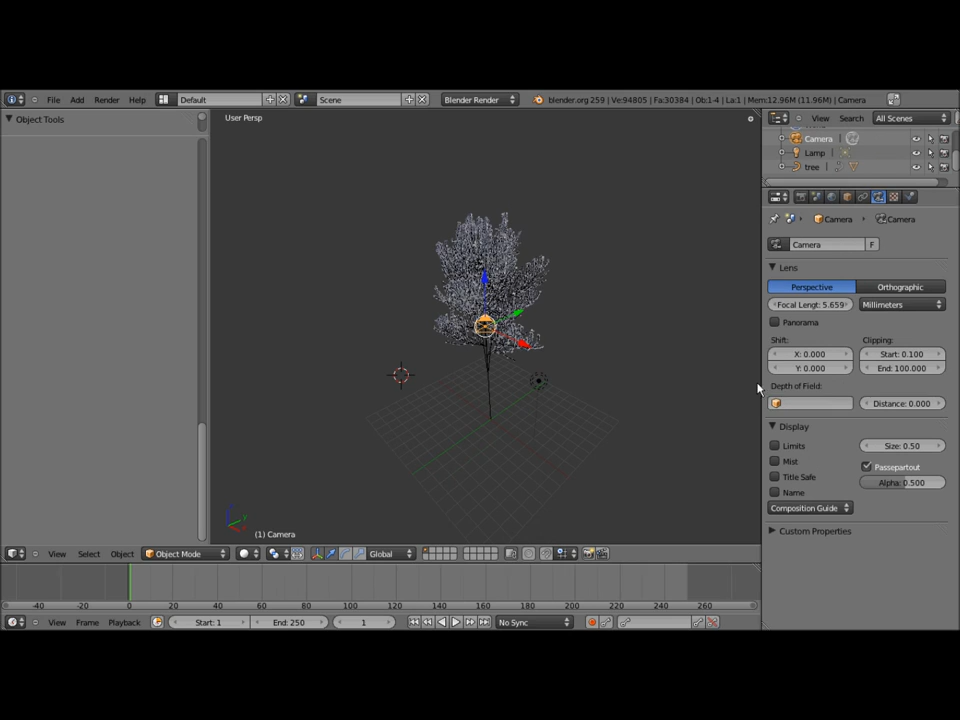 File Add Render Help Default Scene Blender Render blender.org 259 | Ve:94805 | Fa:30384 | Ob:1-4 | La:1 | Mem:12.96M (11.96M) | Camera
Object Tools
User Persp
View Search All Scenes
Camera
Lamp
tree
Camera Camera
Camera F
Lens
Perspective Orthographic
Focal Lengt: 5.659 Millimeters
Panorama
Shift: Clipping:
X: 0.000 Start: 0.100
Y: 0.000 End: 100.000
Depth of Field:
Distance: 0.000
Display
Limits Size: 0.50
Mist Passepartout
Title Safe Alpha: 0.500
Name
Composition Guide
Custom Properties
(1) Camera
View Select Object Object Mode Global
-40 -20 0 20 40 60 80 100 120 140 160 180 200 220 240 260
View Frame Playback Start: 1 End: 250 1 No Sync